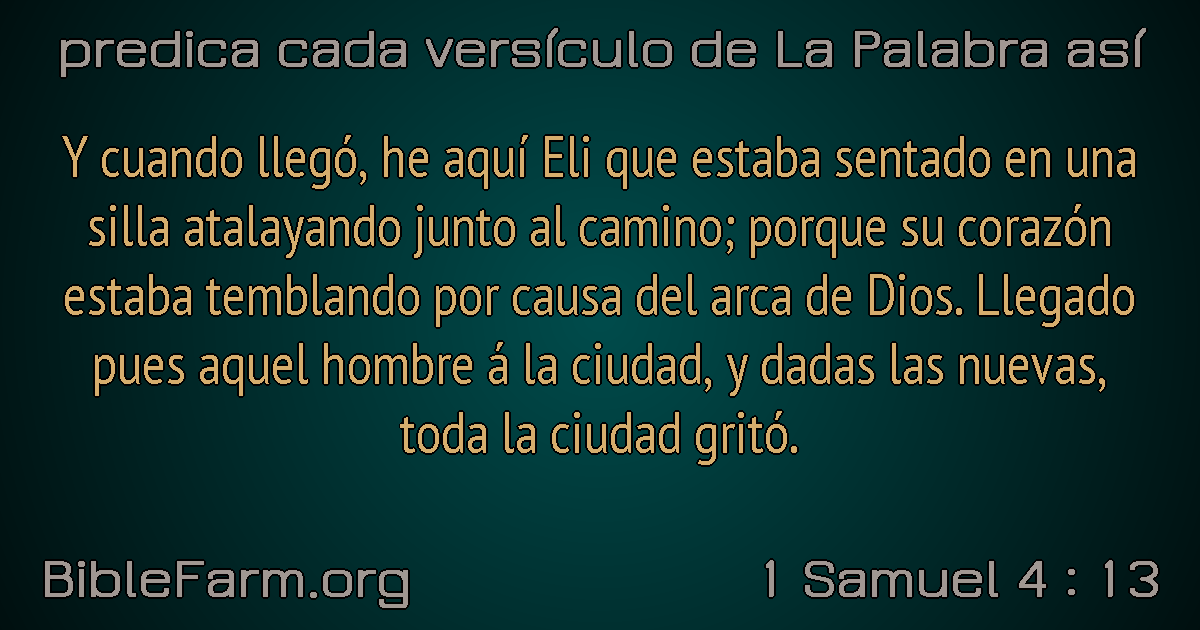 predica cada versículo de La Palabra así
Y cuando llegó, he aquí Eli que estaba sentado en una
silla atalayando junto al camino; porque su corazón
estaba temblando por causa del arca de Dios. Llegado
pues aquel hombre á la ciudad, y dadas las nuevas,
toda la ciudad gritó.
BibleFarm.org
1 Samuel 4 : 13